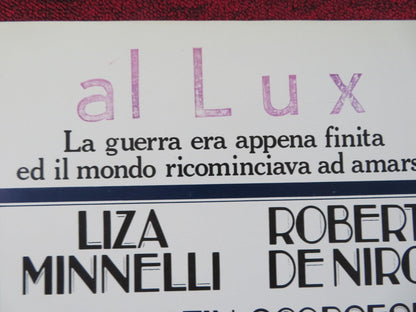 al Lux
La guerra era appena finita
ed il mondo ricominciava ad amars
LIZA ROBERT
MINNELLI DE NIRO